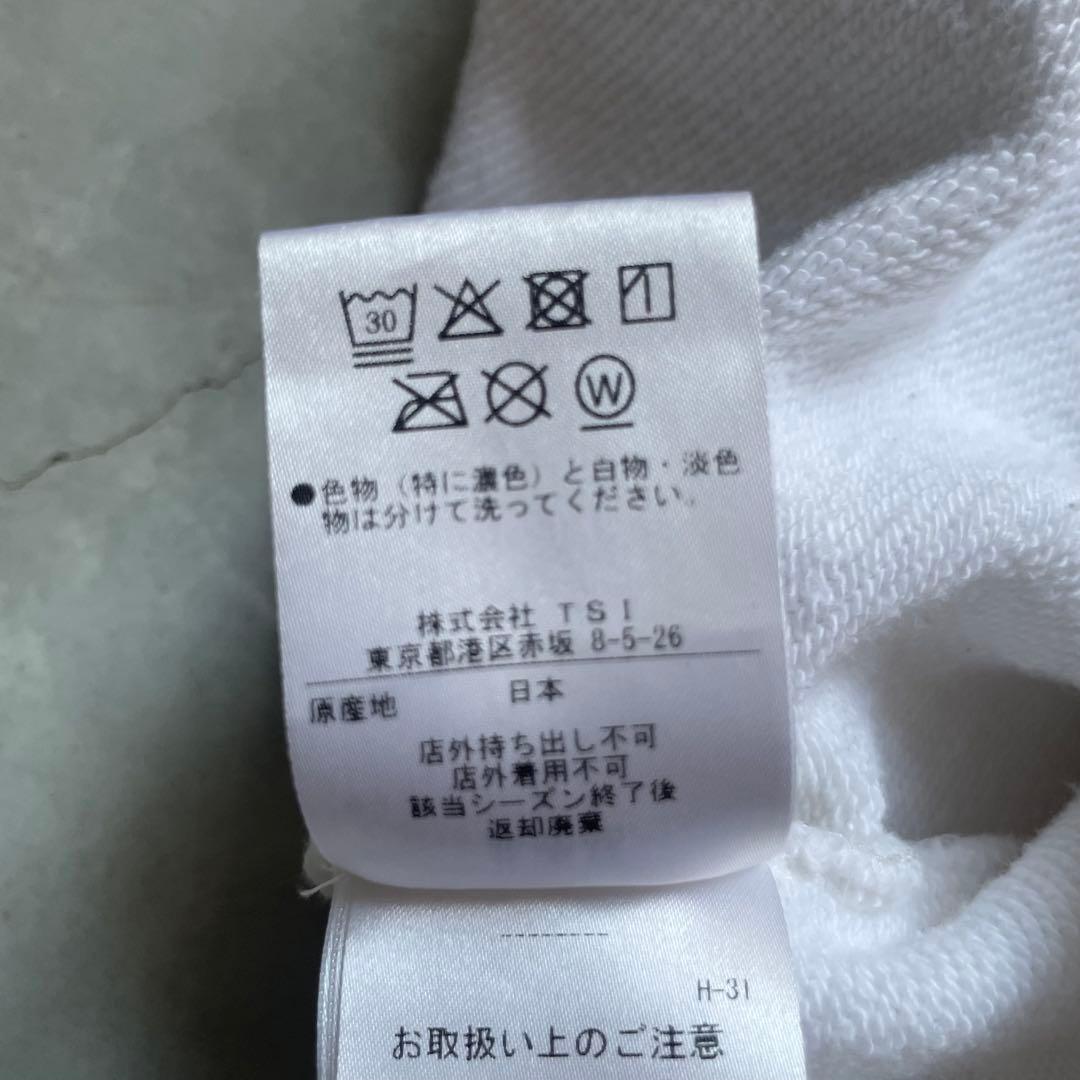 30
W
●色物（特に濃色）と白物・淡色
物は分けて洗ってください。
株式会社 TSI
東京都港区赤坂 8-5-26
原産地 日本
店外持ち出し不可
店外着用不可
該当シーズン終了後
返却廃棄
---------
H-31
お取扱い上のご注意